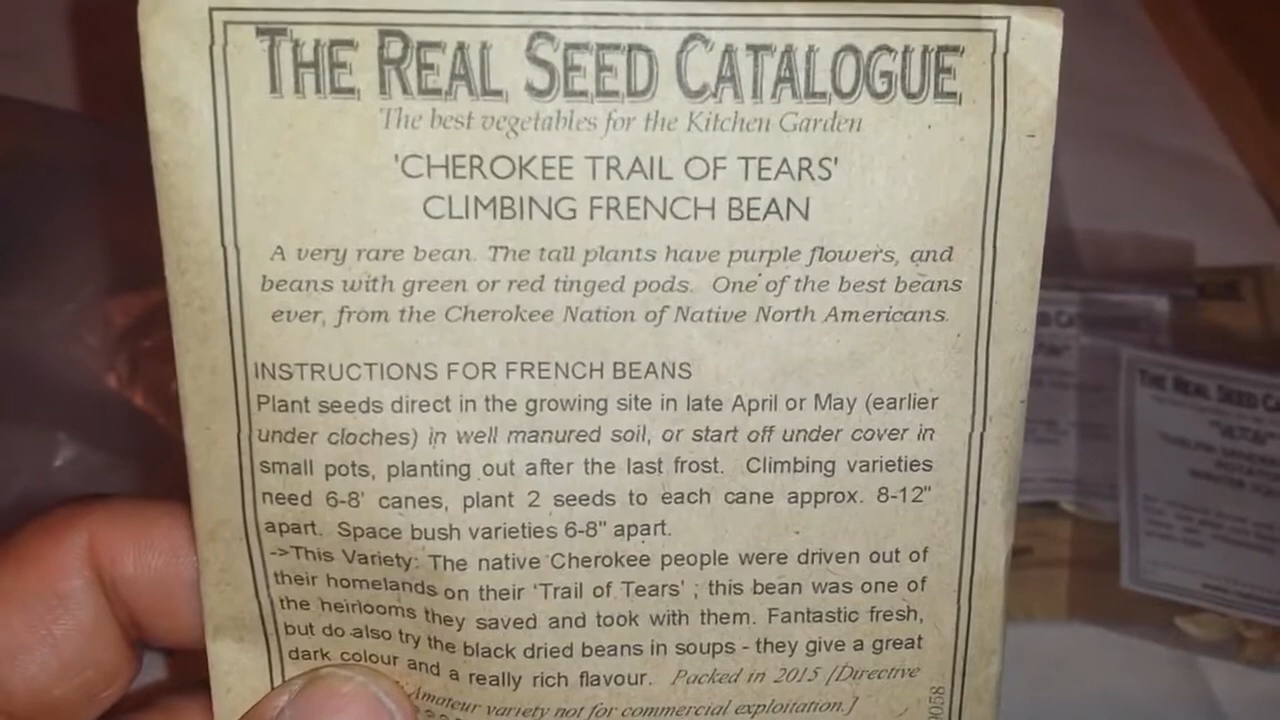 THE REAL SEED CATALOGUE
The best vegetables for the Kitchen Garden
'CHEROKEE TRAIL OF TEARS'
CLIMBING FRENCH BEAN
A very rare bean. The tall plants have purple flowers, and
beans with green or red tinged pods. One of the best beans
ever, from the Cherokee Nation of Native North Americans.
INSTRUCTIONS FOR FRENCH BEANS
Plant seeds direct in the growing site in late April or May (earlier
under cloches) in well manured soil, or start off under cover in
small pots, planting out after the last frost. Climbing varieties
need 6-8' canes, plant 2 seeds to each cane approx. 8-12"
apart. Space bush varieties 6-8" apart.
->This Variety: The native Cherokee people were driven out of
their homelands on their 'Trail of Tears' ; this bean was one of
the heirlooms they saved and took with them. Fantastic fresh,
but do also try the black dried beans in soups - they give a great
dark colour and a really rich flavour. Packed in 2015 [Directive
Amateur variety not for commercial exploitation.]
THE REAL SEED CA